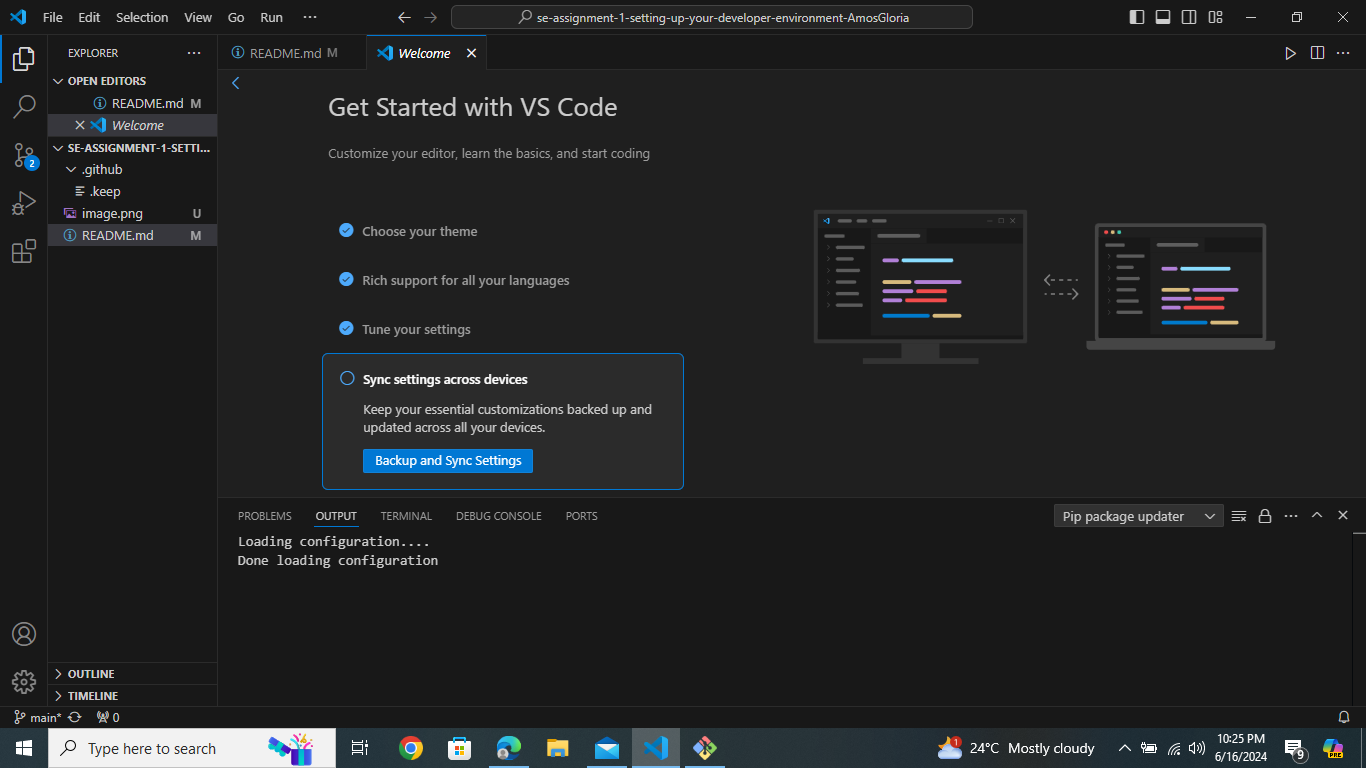 File Edit Selection View Go Run ···
se-assignment-1-setting-up-your-developer-environment-AmosGloria
EXPLORER
OPEN EDITORS
README.md M
Welcome
SE-ASSIGNMENT-1-SETTI...
.github
.keep
image.png U
README.md M
OUTLINE
TIMELINE
2
README.md M
Welcome
Get Started with VS Code
Customize your editor, learn the basics, and start coding
Choose your theme
Rich support for all your languages
Tune your settings
Sync settings across devices
Keep your essential customizations backed up and
updated across all your devices.
Backup and Sync Settings
PROBLEMS OUTPUT TERMINAL DEBUG CONSOLE PORTS
Pip package updater
Loading configuration....
Done loading configuration
main* 0
Type here to search
1
24°C Mostly cloudy
10:25 PM
6/16/2024
9
PRE